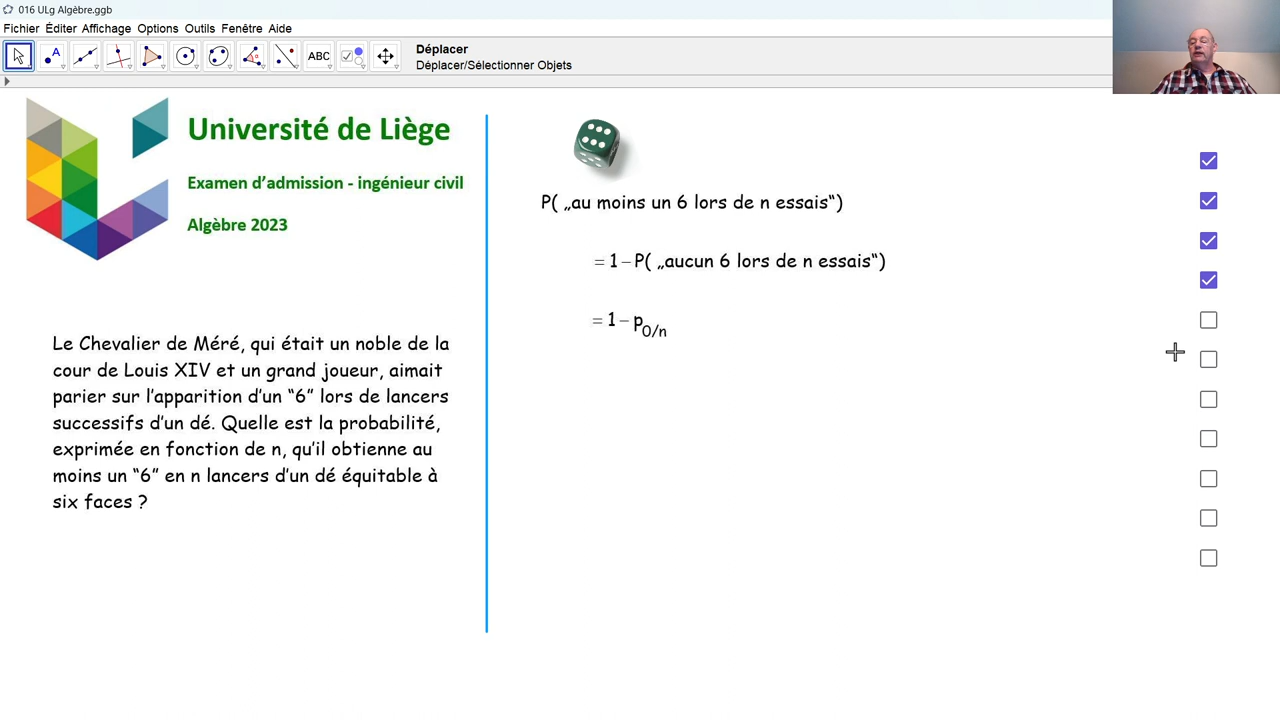 016 ULg Algèbre.ggb
Fichier Éditer Affichage Options Outils Fenêtre Aide
A
ABC
Déplacer
Déplacer/Sélectionner Objets
Université de Liège
Examen d'admission - ingénieur civil
Algèbre 2023
Le Chevalier de Méré, qui était un noble de la
cour de Louis XIV et un grand joueur, aimait
parier sur l'apparition d'un “6” lors de lancers
successifs d'un dé. Quelle est la probabilité,
exprimée en fonction de n, qu'il obtienne au
moins un “6” en n lancers d'un dé équitable à
six faces ?
P( „au moins un 6 lors de n essais“)
= 1 – P( „aucun 6 lors de n essais“)
= 1 – p0/n